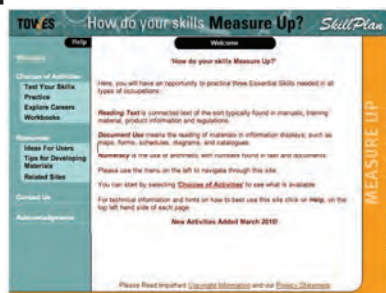 TOWES How do your skills Measure Up? SkillPlan
Help Welcome
Welcome
'How do your skills Measure Up?'
Choices of Activities
Test Your Skills
Practice
Explore Careers
Workbooks
Resources
Ideas For Users
Tips for Developing
Materials
Related Sites
Contact Us
Acknowledgments
Here, you will have an opportunity to practice three Essential Skills needed in all
types of occupations:
Reading Text is connected text of the sort typically found in manuals, training
material, product information and regulations.
Document Use means the reading of materials in information displays, such as
maps, forms, schedules, diagrams, and catalogues.
Numeracy is the use of arithmetic with numbers found in text and documents.
Please use the menu on the left to navigate through this site.
You can start by selecting 'Choices of Activities' to see what is available.
For technical information and hints on how to best use this site click on Help, on the
top left hand side of each page.
New Activities Added March 2010!
Please Read Important Copyright Information and our Privacy Statement
MEASURE UP